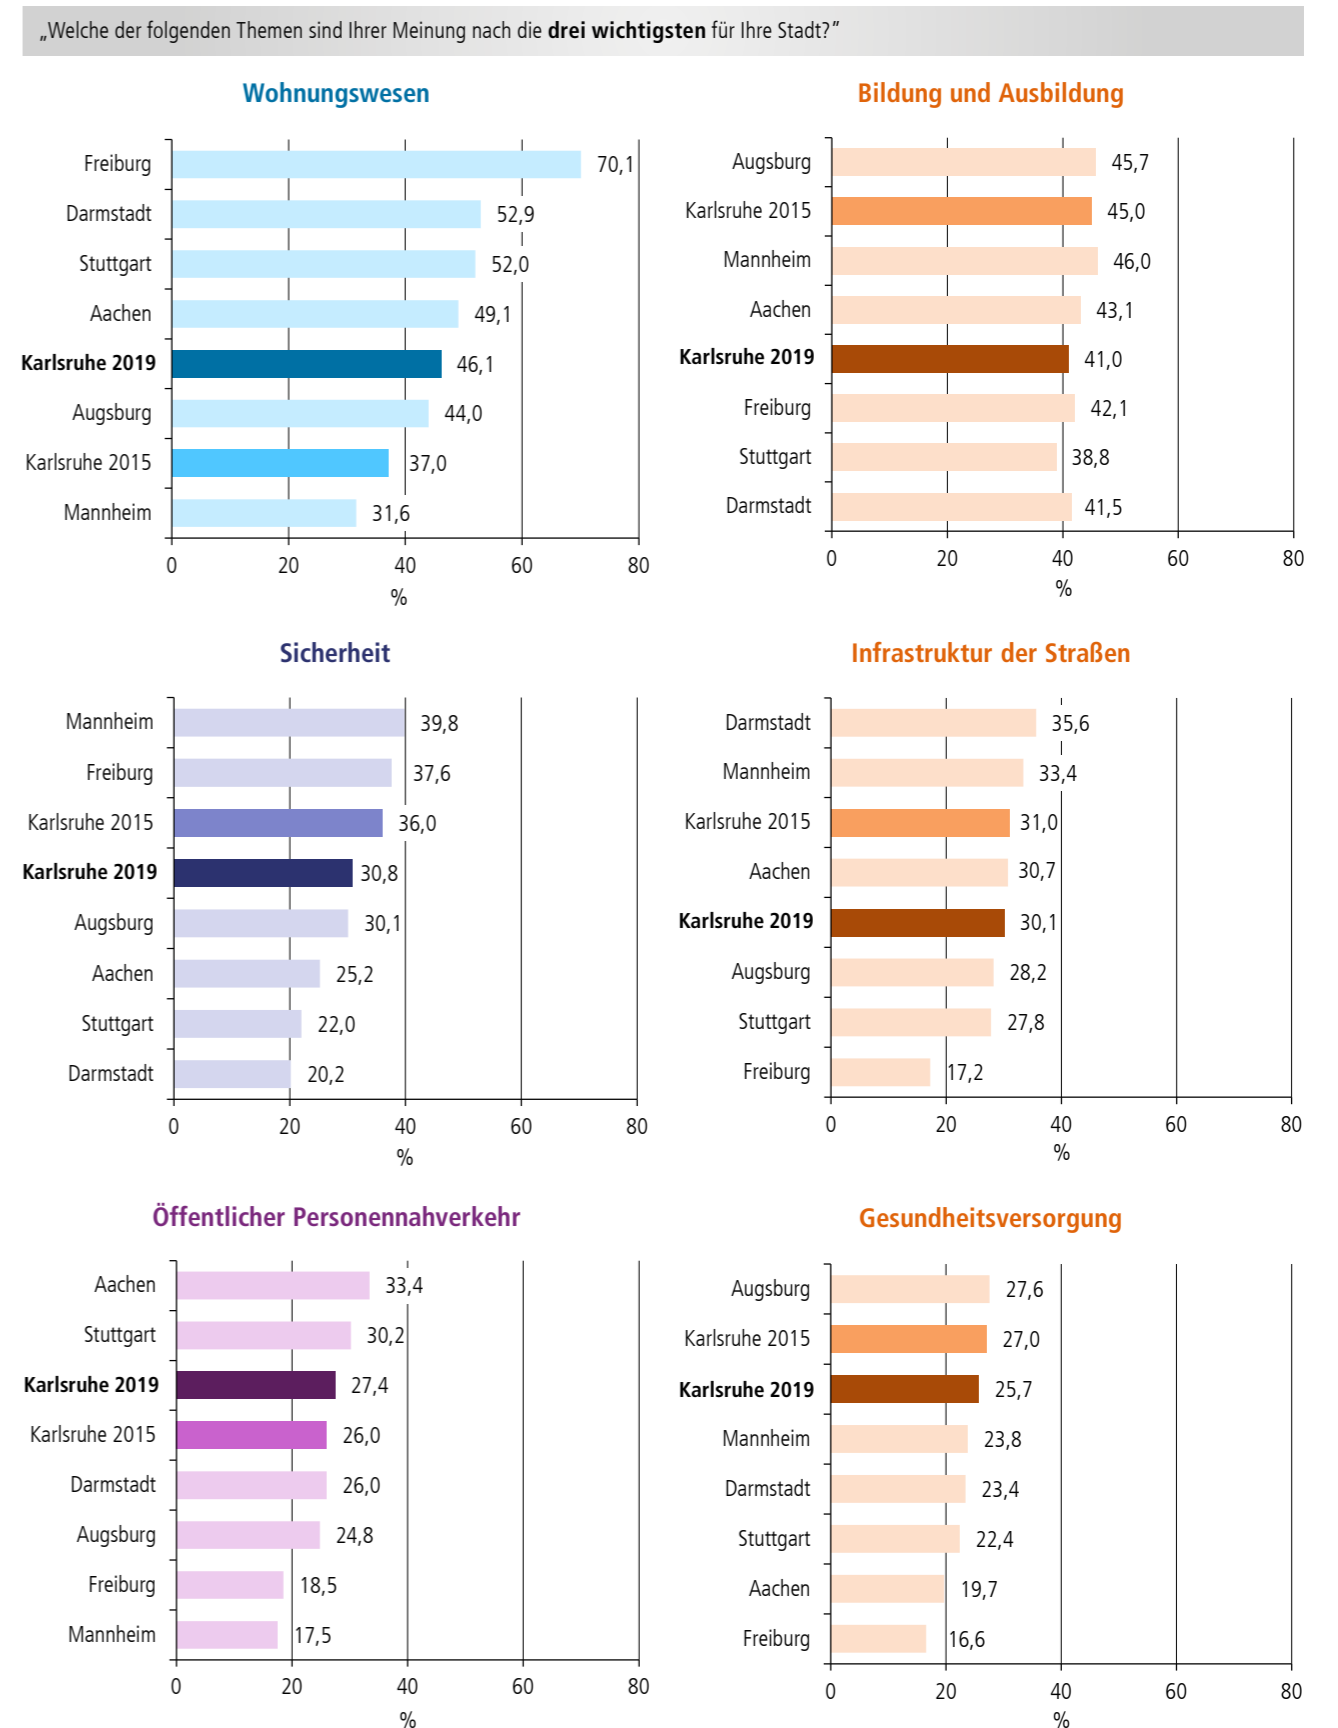 „Welche der folgenden Themen sind Ihrer Meinung nach die drei wichtigsten für Ihre Stadt?”
Wohnungswesen
Freiburg 70,1
Darmstadt 52,9
Stuttgart 52,0
Aachen 49,1
Karlsruhe 2019 46,1
Augsburg 44,0
Karlsruhe 2015 37,0
Mannheim 31,6
0 20 40 60 80
%
Bildung und Ausbildung
Augsburg 45,7
Karlsruhe 2015 45,0
Mannheim 46,0
Aachen 43,1
Karlsruhe 2019 41,0
Freiburg 42,1
Stuttgart 38,8
Darmstadt 41,5
0 20 40 60 80
%
Sicherheit
Mannheim 39,8
Freiburg 37,6
Karlsruhe 2015 36,0
Karlsruhe 2019 30,8
Augsburg 30,1
Aachen 25,2
Stuttgart 22,0
Darmstadt 20,2
0 20 40 60 80
%
Infrastruktur der Straßen
Darmstadt 35,6
Mannheim 33,4
Karlsruhe 2015 31,0
Aachen 30,7
Karlsruhe 2019 30,1
Augsburg 28,2
Stuttgart 27,8
Freiburg 17,2
0 20 40 60 80
%
Öffentlicher Personennahverkehr
Aachen 33,4
Stuttgart 30,2
Karlsruhe 2019 27,4
Karlsruhe 2015 26,0
Darmstadt 26,0
Augsburg 24,8
Freiburg 18,5
Mannheim 17,5
0 20 40 60 80
%
Gesundheitsversorgung
Augsburg 27,6
Karlsruhe 2015 27,0
Karlsruhe 2019 25,7
Mannheim 23,8
Darmstadt 23,4
Stuttgart 22,4
Aachen 19,7
Freiburg 16,6
0 20 40 60 80
%